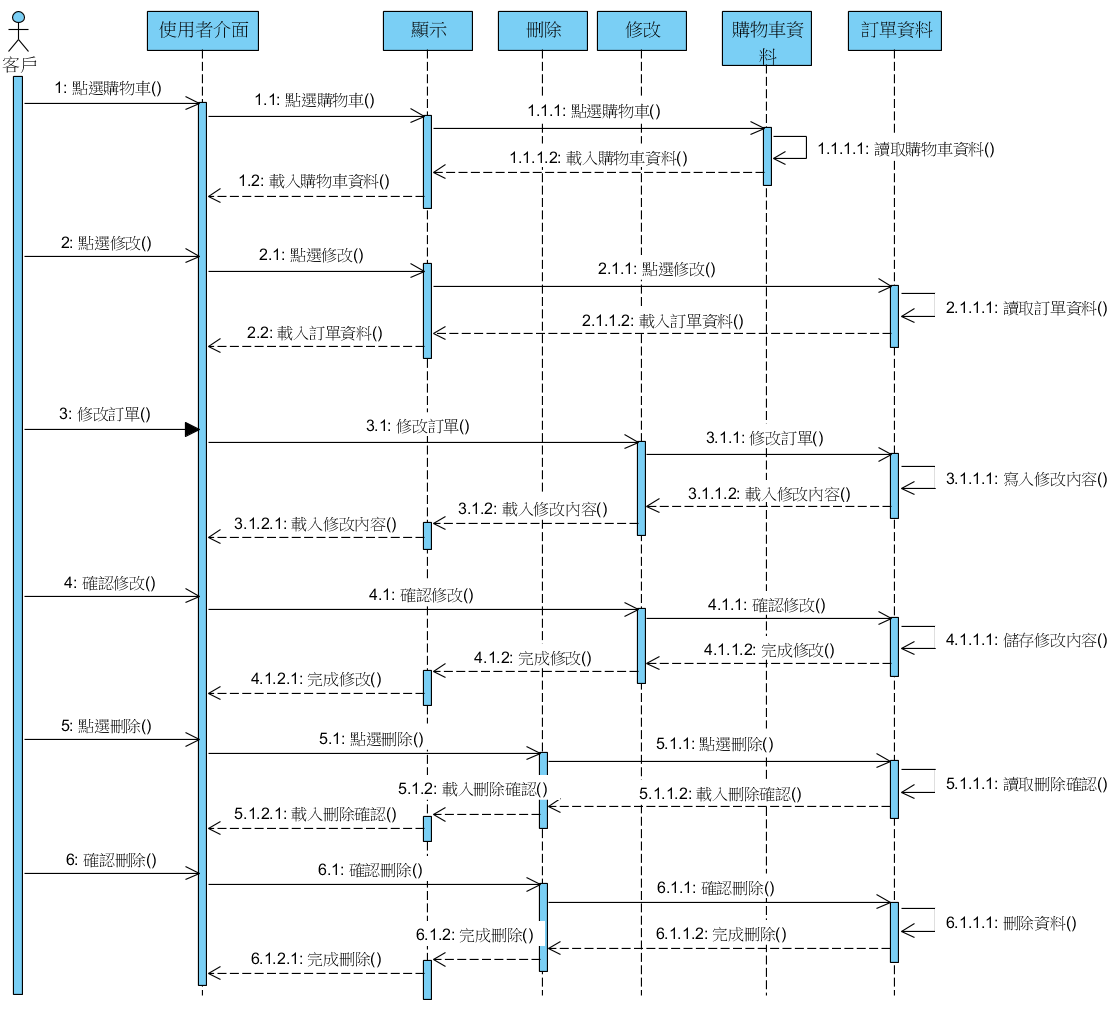 使用者介面
顯示
刪除
修改
購物車資
料
訂單資料
客戶
1: 點選購物車()
1.1: 點選購物車()
1.1.1: 點選購物車()
1.1.1.1: 讀取購物車資料()
1.1.1.2: 載入購物車資料()
1.2: 載入購物車資料()
2: 點選修改()
2.1: 點選修改()
2.1.1: 點選修改()
2.1.1.1: 讀取訂單資料()
2.1.1.2: 載入訂單資料()
2.2: 載入訂單資料()
3: 修改訂單()
3.1: 修改訂單()
3.1.1: 修改訂單()
3.1.1.1: 寫入修改內容()
3.1.1.2: 載入修改內容()
3.1.2: 載入修改內容()
3.1.2.1: 載入修改內容()
4: 確認修改()
4.1: 確認修改()
4.1.1: 確認修改()
4.1.1.1: 儲存修改內容()
4.1.1.2: 完成修改()
4.1.2: 完成修改()
4.1.2.1: 完成修改()
5: 點選刪除()
5.1: 點選刪除()
5.1.1: 點選刪除()
5.1.1.1: 讀取刪除確認()
5.1.2: 載入刪除確認()
5.1.1.2: 載入刪除確認()
5.1.2.1: 載入刪除確認()
6: 確認刪除()
6.1: 確認刪除()
6.1.1: 確認刪除()
6.1.1.1: 刪除資料()
6.1.2: 完成刪除()
6.1.1.2: 完成刪除()
6.1.2.1: 完成刪除()